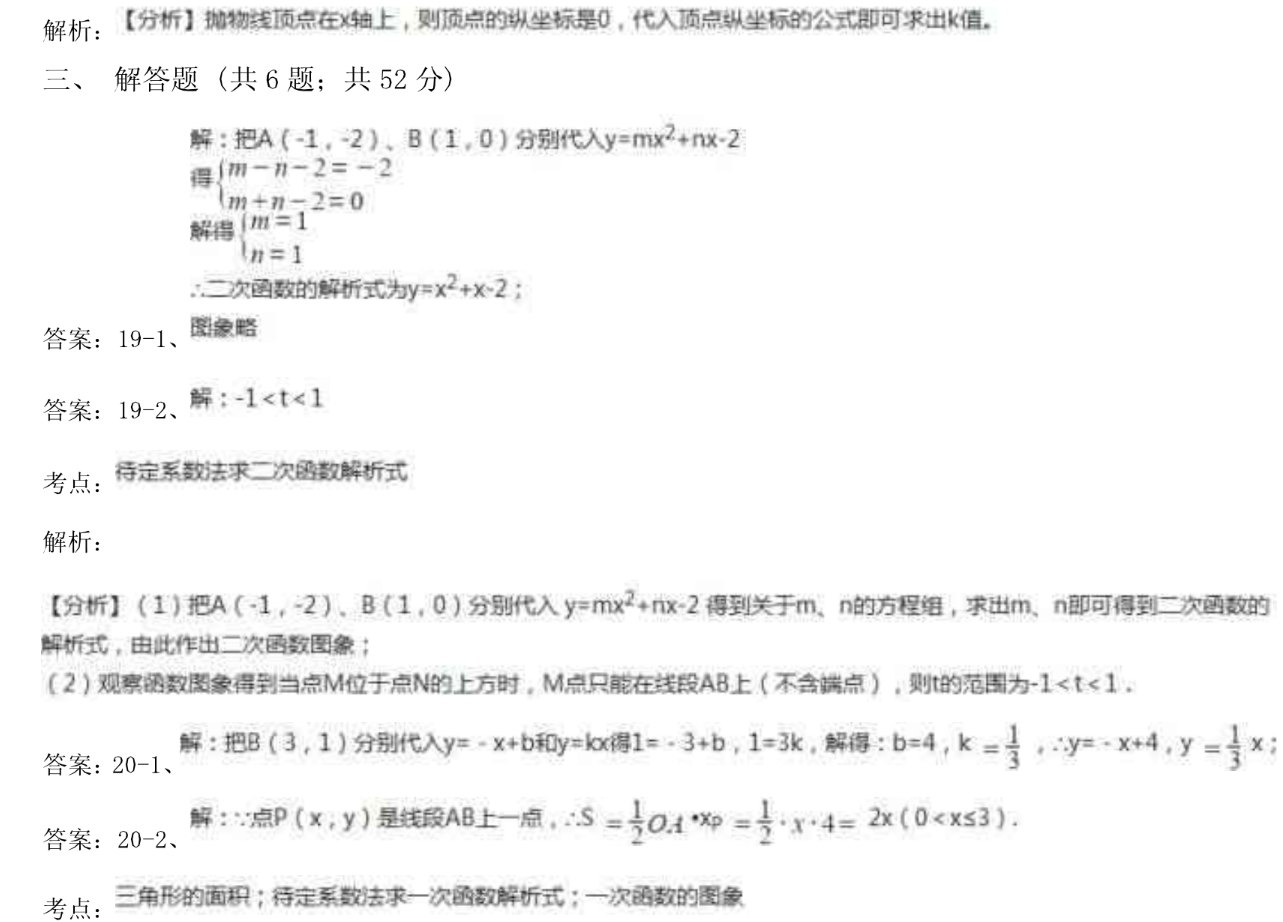 解析：【分析】抛物线顶点在x轴上，则顶点的纵坐标是0，代入顶点纵坐标的公式即可求出k值。
三、 解答题 (共 6 题；共 52 分)
解：把A（-1，-2）、B（1，0）分别代入y=mx²+nx-2
得{m－n－2=－2
m+n－2=0
解得{m=1
n=1
∴二次函数的解析式为y=x²+x-2；
答案：19-1、图象略
答案：19-2、解：-1<t<1
考点：待定系数法求二次函数解析式
解析：
【分析】（1）把A（-1，-2）、B（1，0）分别代入 y=mx²+nx-2 得到关于m、n的方程组，求出m、n即可得到二次函数的
解析式，由此作出二次函数图象；
（2）观察函数图象得到当点M位于点N的上方时，M点只能在线段AB上（不含端点），则t的范围为-1<t<1．
答案：20-1、解：把B（3，1）分别代入y=﹣x+b和y=kx得1=﹣3+b，1=3k，解得：b=4，k =1/3 ，∴y=﹣x+4，y =1/3 x；
答案：20-2、解：∵点P（x，y）是线段AB上一点，∴S =1/2OA•xP =1/2·x·4= 2x（0<x≤3）.
考点：三角形的面积；待定系数法求一次函数解析式；一次函数的图象